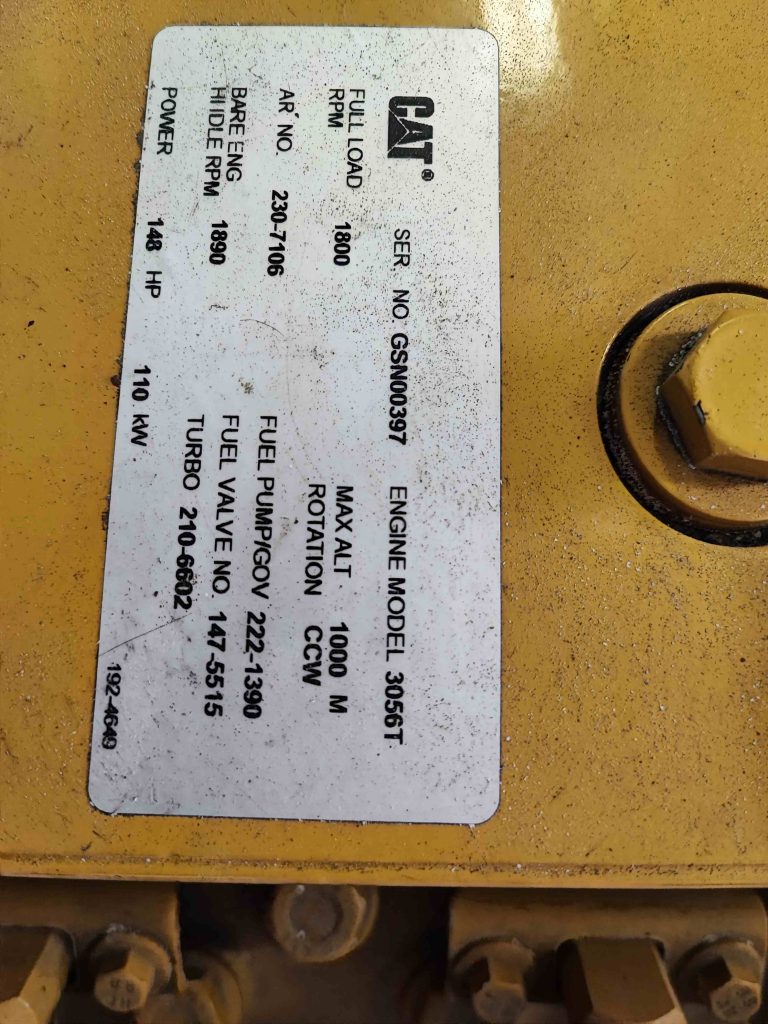 CAT® SER. NO. GSN00397 ENGINE MODEL 3056T
FULL LOAD RPM 1800 MAX ALT 1000 M
ROTATION CCW
AR' NO. 230-7106 FUEL PUMP/GOV 222-1390
BARE ENG HI IDLE RPM 1890 FUEL VALVE NO. 147-5515
TURBO 210-6602
POWER 148 HP 110 kW
192-4649